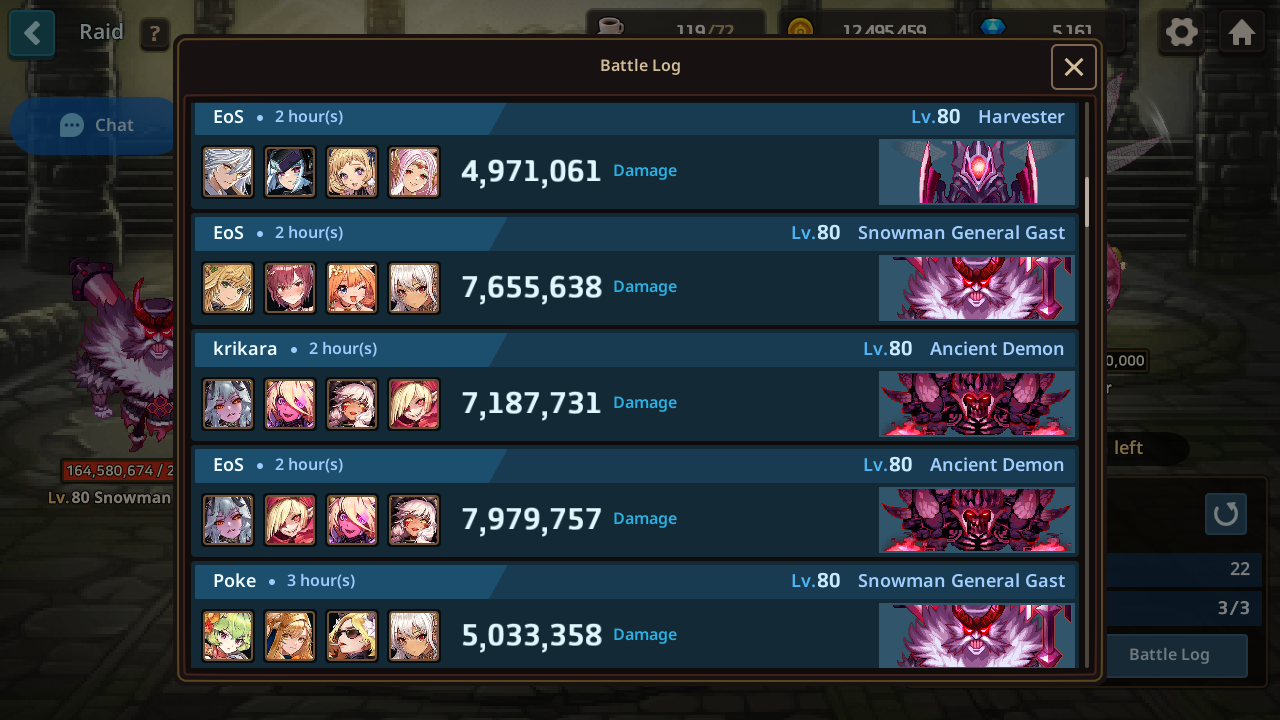 Raid ?
119/72
12,495,459
5,161
Chat
Battle Log
EoS • 2 hour(s) Lv.80 Harvester
4,971,061 Damage
EoS • 2 hour(s) Lv.80 Snowman General Gast
7,655,638 Damage
krikara • 2 hour(s) Lv.80 Ancient Demon
7,187,731 Damage
EoS • 2 hour(s) Lv.80 Ancient Demon
7,979,757 Damage
Poke • 3 hour(s) Lv.80 Snowman General Gast
5,033,358 Damage
164,580,674 / 2
Lv.80 Snowman
0,000
r
left
22
3/3
Battle Log